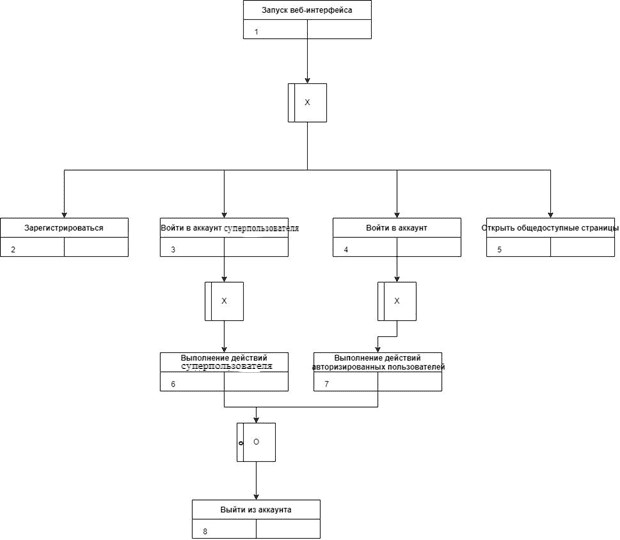 Запуск веб-интерфейса
1
X
Зарегистрироваться
2
Войти в аккаунт суперпользователя
3
Войти в аккаунт
4
Открыть общедоступные страницы
5
X
X
Выполнение действий
суперпользователя
6
Выполнение действий
авторизированных пользователей
7
o
O
Выйти из аккаунта
8